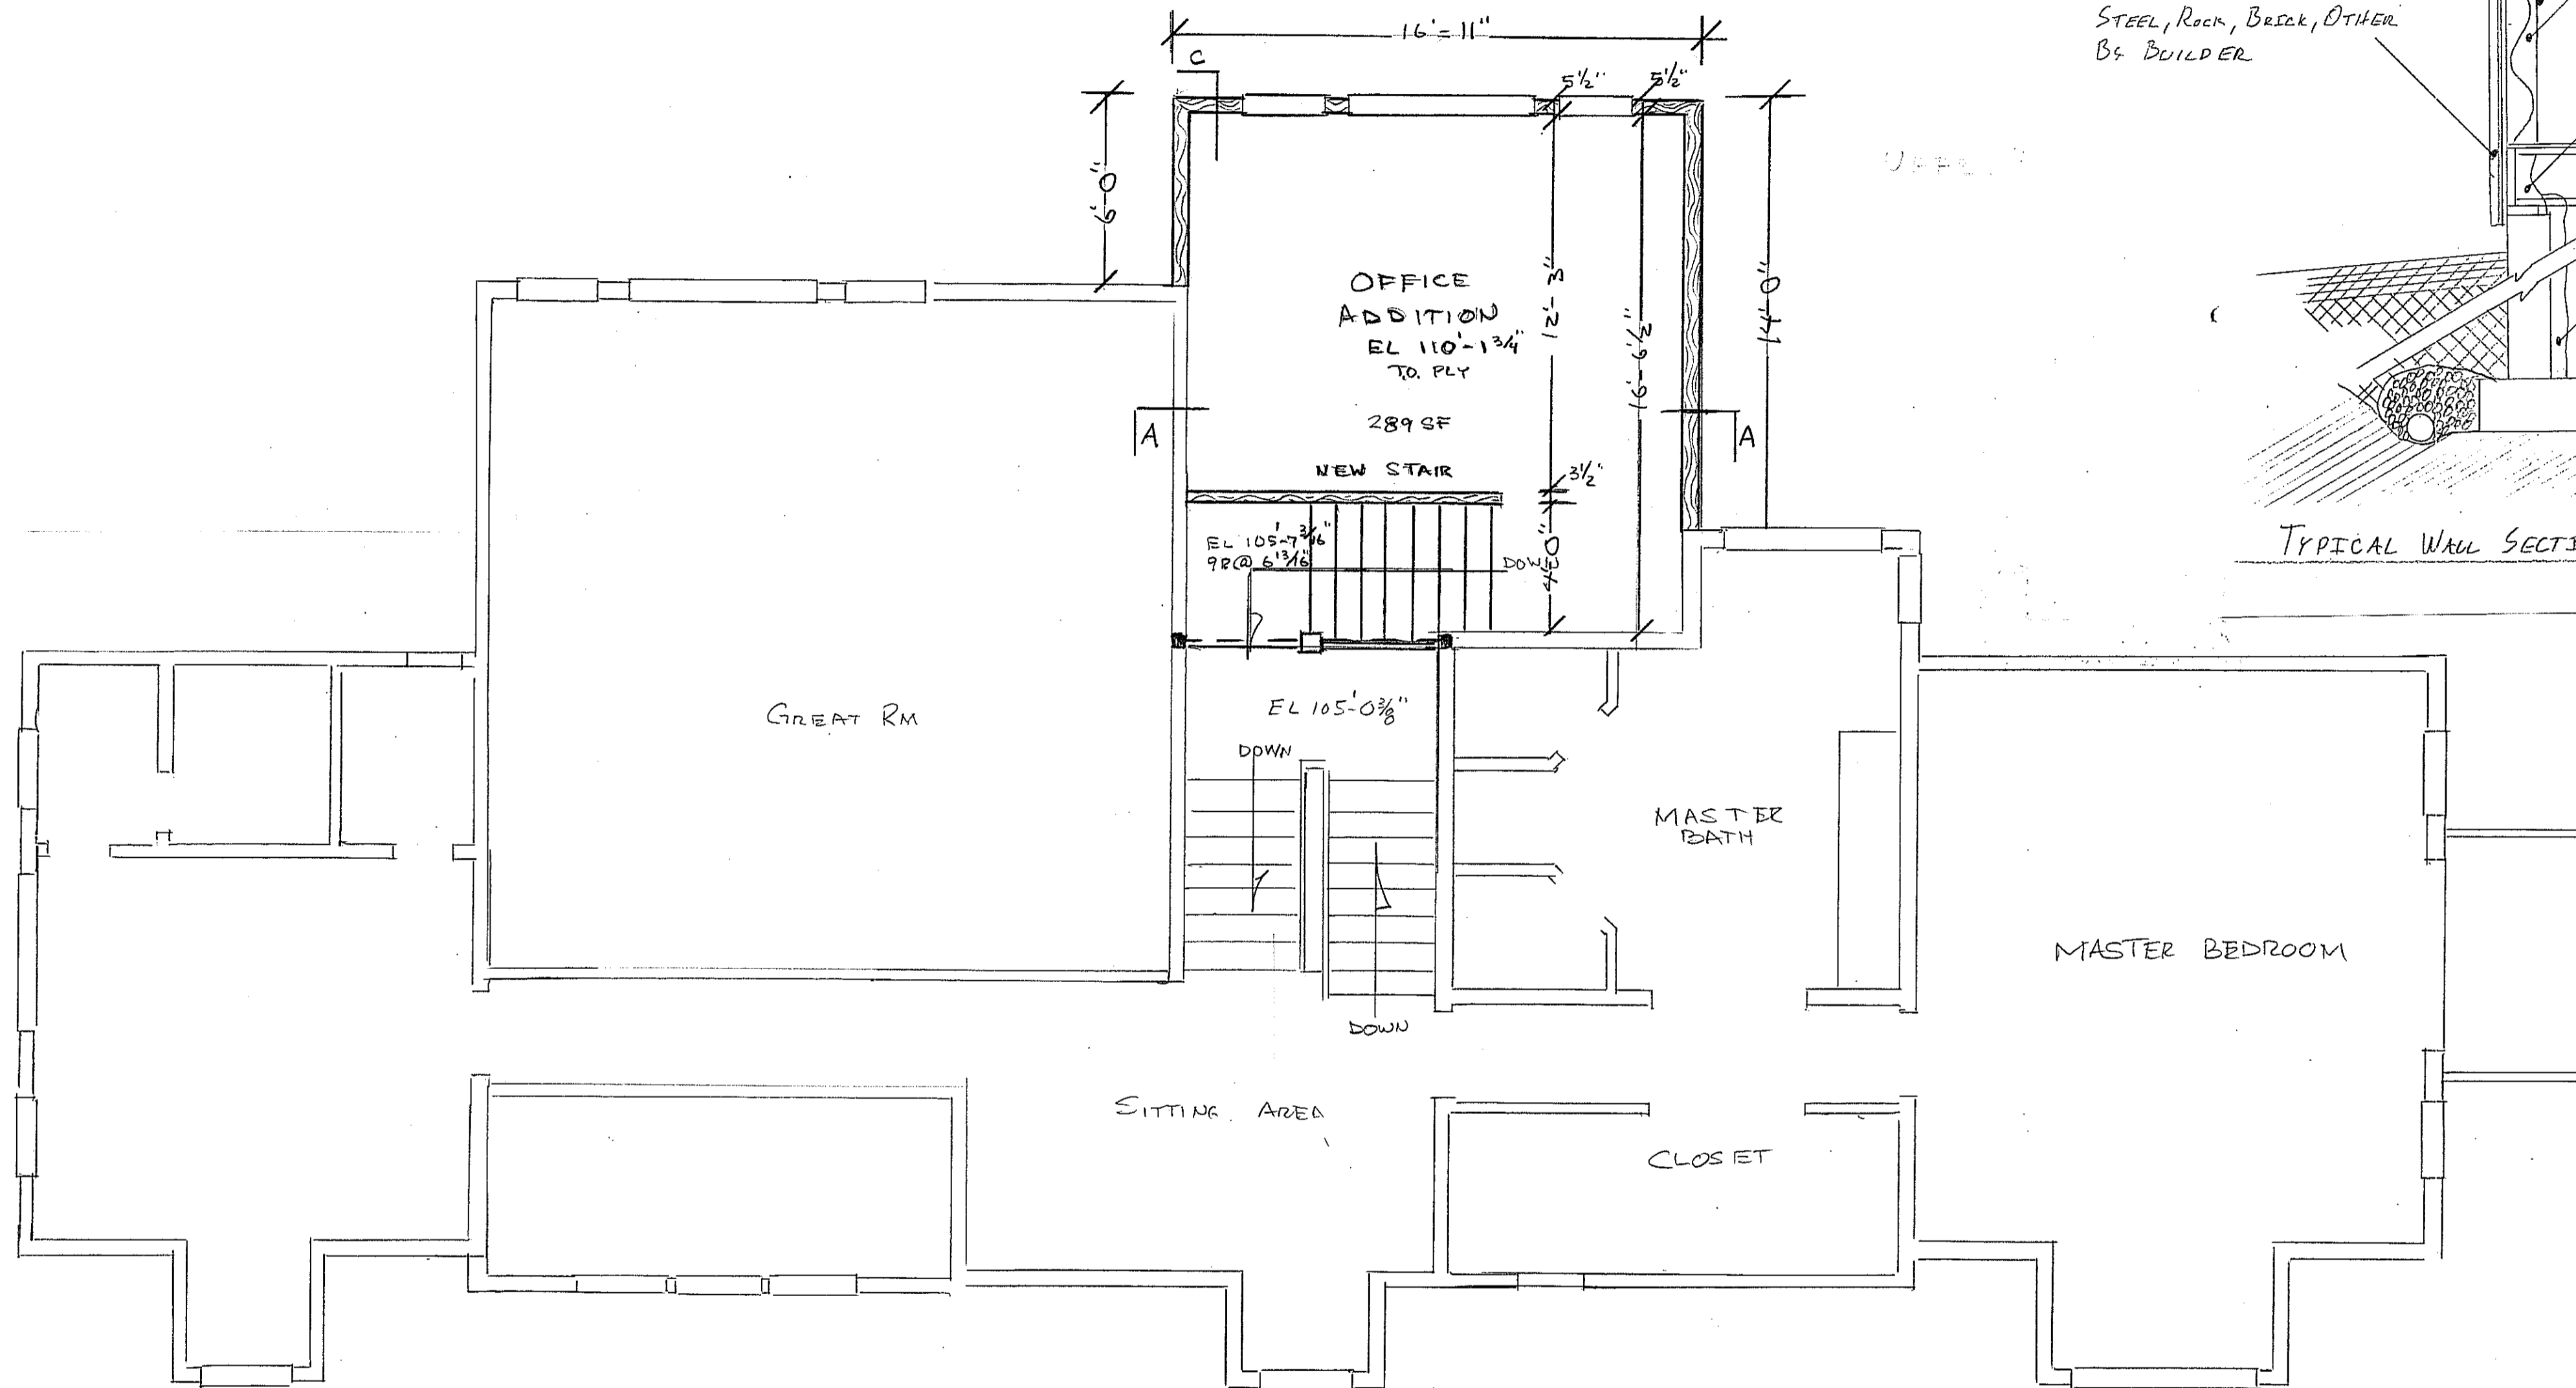 16'-11"
STEEL, ROCK, BRICK, OTHER
BY BUILDER
C
5½"
5½"
6'-0"
OFFICE
ADDITION
EL 110'-1¾"
T.O. PLY
289 SF
12'-3"
16'-6½"
14'-0"
A
A
NEW STAIR
3½"
EL 105'-7 3/16"
9R@ 6 13/16"
DOWN
4'-0"
TYPICAL WALL SECTI
GREAT RM
EL 105'-0⅜"
DOWN
MASTER
BATH
MASTER BEDROOM
DOWN
SITTING AREA
CLOSET